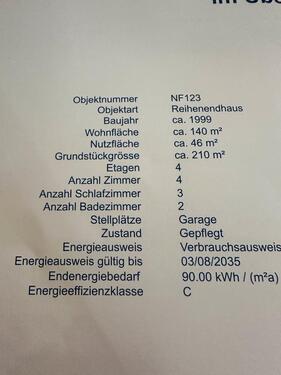 Objektnummer NF123
Objektart Reihenendhaus
Baujahr ca. 1999
Wohnfläche ca. 140 m²
Nutzfläche ca. 46 m²
Grundstückgrösse ca. 210 m²
Etagen 4
Anzahl Zimmer 4
Anzahl Schlafzimmer 3
Anzahl Badezimmer 2
Stellplätze Garage
Zustand Gepflegt
Energieausweis Verbrauchsausweis
Energieausweis gültig bis 03/08/2035
Endenergiebedarf 90.00 kWh / (m²a)
Energieeffizienzklasse C